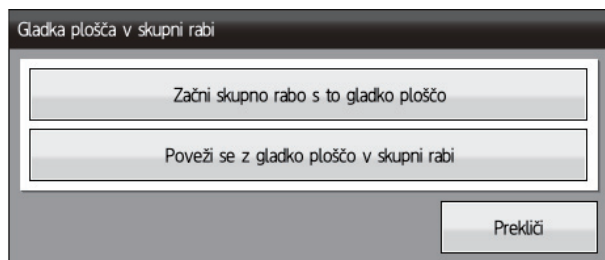 Gladka plošča v skupni rabi
Začni skupno rabo s to gladko ploščo
Poveži se z gladko ploščo v skupni rabi
Prekliči